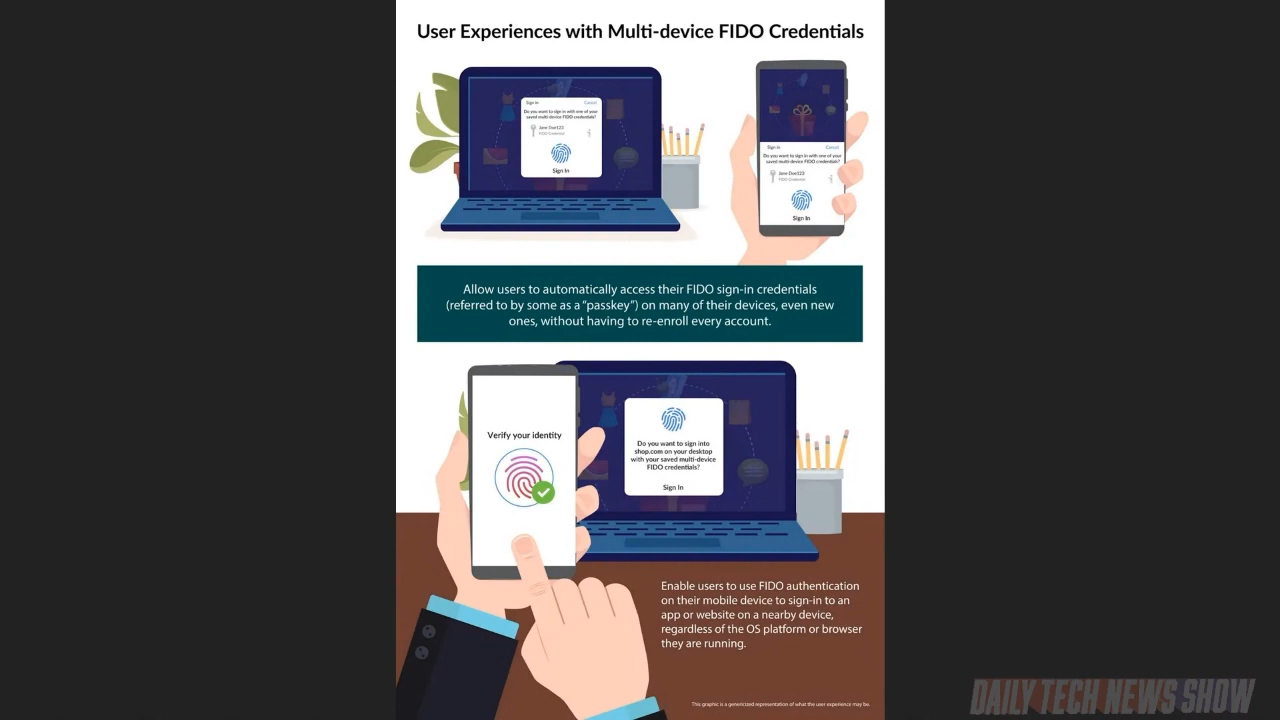 User Experiences with Multi-device FIDO Credentials
Sign in Cancel
Do you want to sign in with one of your
saved multi-device FIDO credentials?
Jane Doe123
FIDO Credential
Sign In
Sign in Cancel
Do you want to sign in with one of your
saved multi-device FIDO credentials?
Jane Doe123
FIDO Credential
Sign In
Allow users to automatically access their FIDO sign-in credentials
(referred to by some as a “passkey”) on many of their devices, even new
ones, without having to re-enroll every account.
Verify your identity
Do you want to sign into
shop.com on your desktop
with your saved multi-device
FIDO credentials?
Sign In
Enable users to use FIDO authentication
on their mobile device to sign-in to an
app or website on a nearby device,
regardless of the OS platform or browser
they are running.
This graphic is a genericized representation of what the user experience may be.
DAILY TECH NEWS SHOW